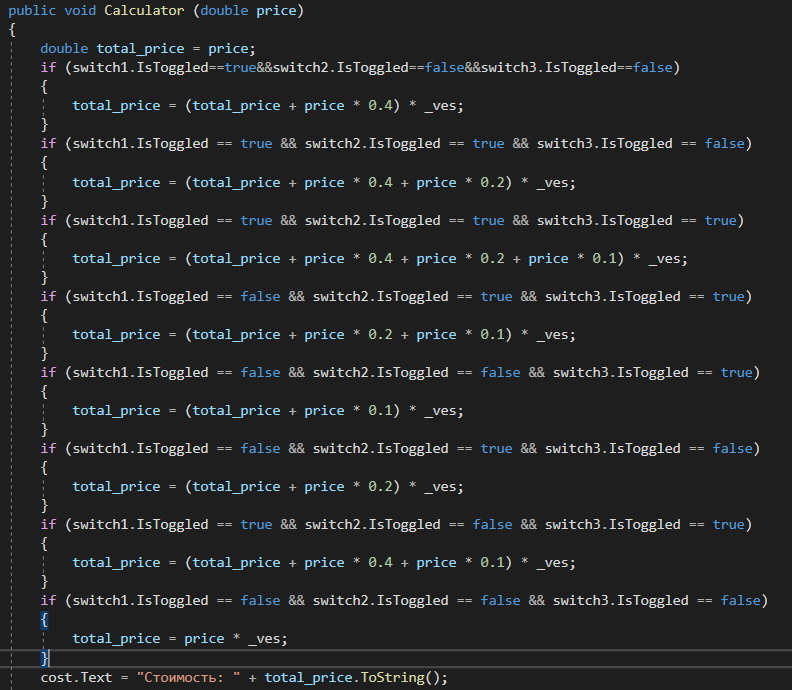 public void Calculator (double price)
{
double total_price = price;
if (switch1.IsToggled==true&&switch2.IsToggled==false&&switch3.IsToggled==false)
{
total_price = (total_price + price * 0.4) * _ves;
}
if (switch1.IsToggled == true && switch2.IsToggled == true && switch3.IsToggled == false)
{
total_price = (total_price + price * 0.4 + price * 0.2) * _ves;
}
if (switch1.IsToggled == true && switch2.IsToggled == true && switch3.IsToggled == true)
{
total_price = (total_price + price * 0.4 + price * 0.2 + price * 0.1) * _ves;
}
if (switch1.IsToggled == false && switch2.IsToggled == true && switch3.IsToggled == true)
{
total_price = (total_price + price * 0.2 + price * 0.1) * _ves;
}
if (switch1.IsToggled == false && switch2.IsToggled == false && switch3.IsToggled == true)
{
total_price = (total_price + price * 0.1) * _ves;
}
if (switch1.IsToggled == false && switch2.IsToggled == true && switch3.IsToggled == false)
{
total_price = (total_price + price * 0.2) * _ves;
}
if (switch1.IsToggled == true && switch2.IsToggled == false && switch3.IsToggled == true)
{
total_price = (total_price + price * 0.4 + price * 0.1) * _ves;
}
if (switch1.IsToggled == false && switch2.IsToggled == false && switch3.IsToggled == false)
{
total_price = price * _ves;
}
cost.Text = "Стоимость: " + total_price.ToString();